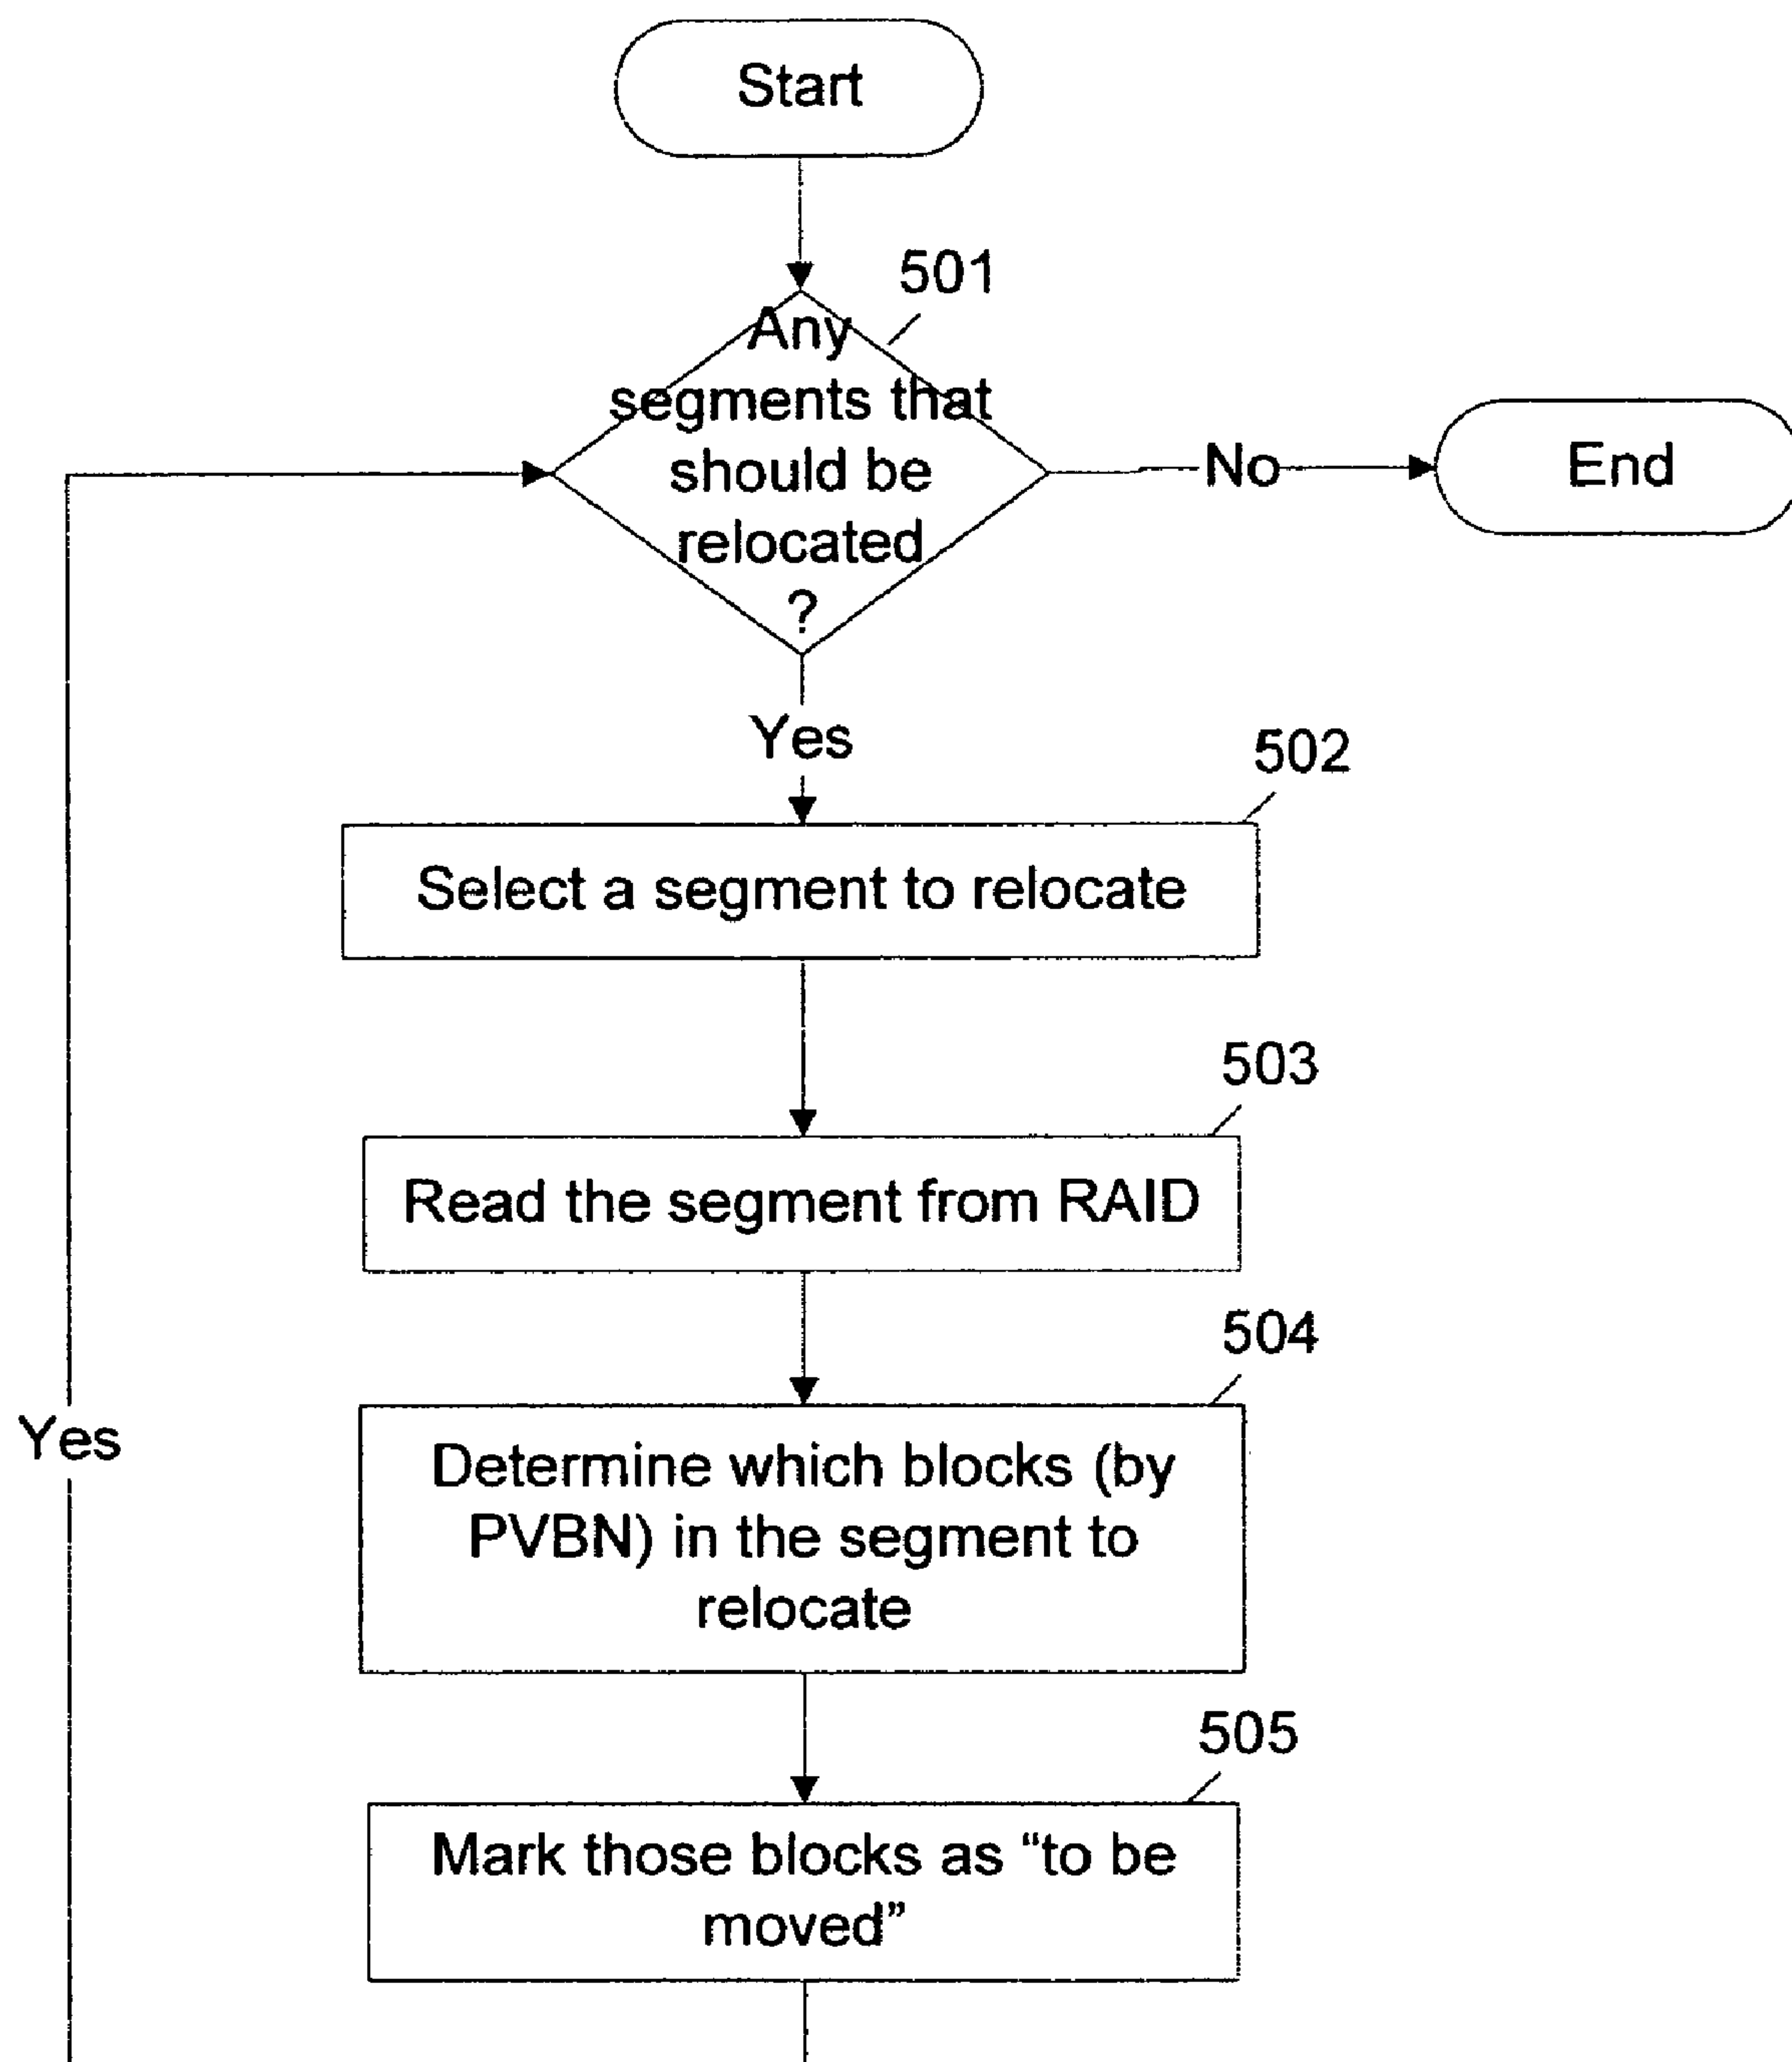 Start
501
Any
segments that
should be
relocated
?
No
End
Yes
502
Select a segment to relocate
503
Read the segment from RAID
504
Determine which blocks (by
PVBN) in the segment to
relocate
Yes
505
Mark those blocks as “to be
moved”